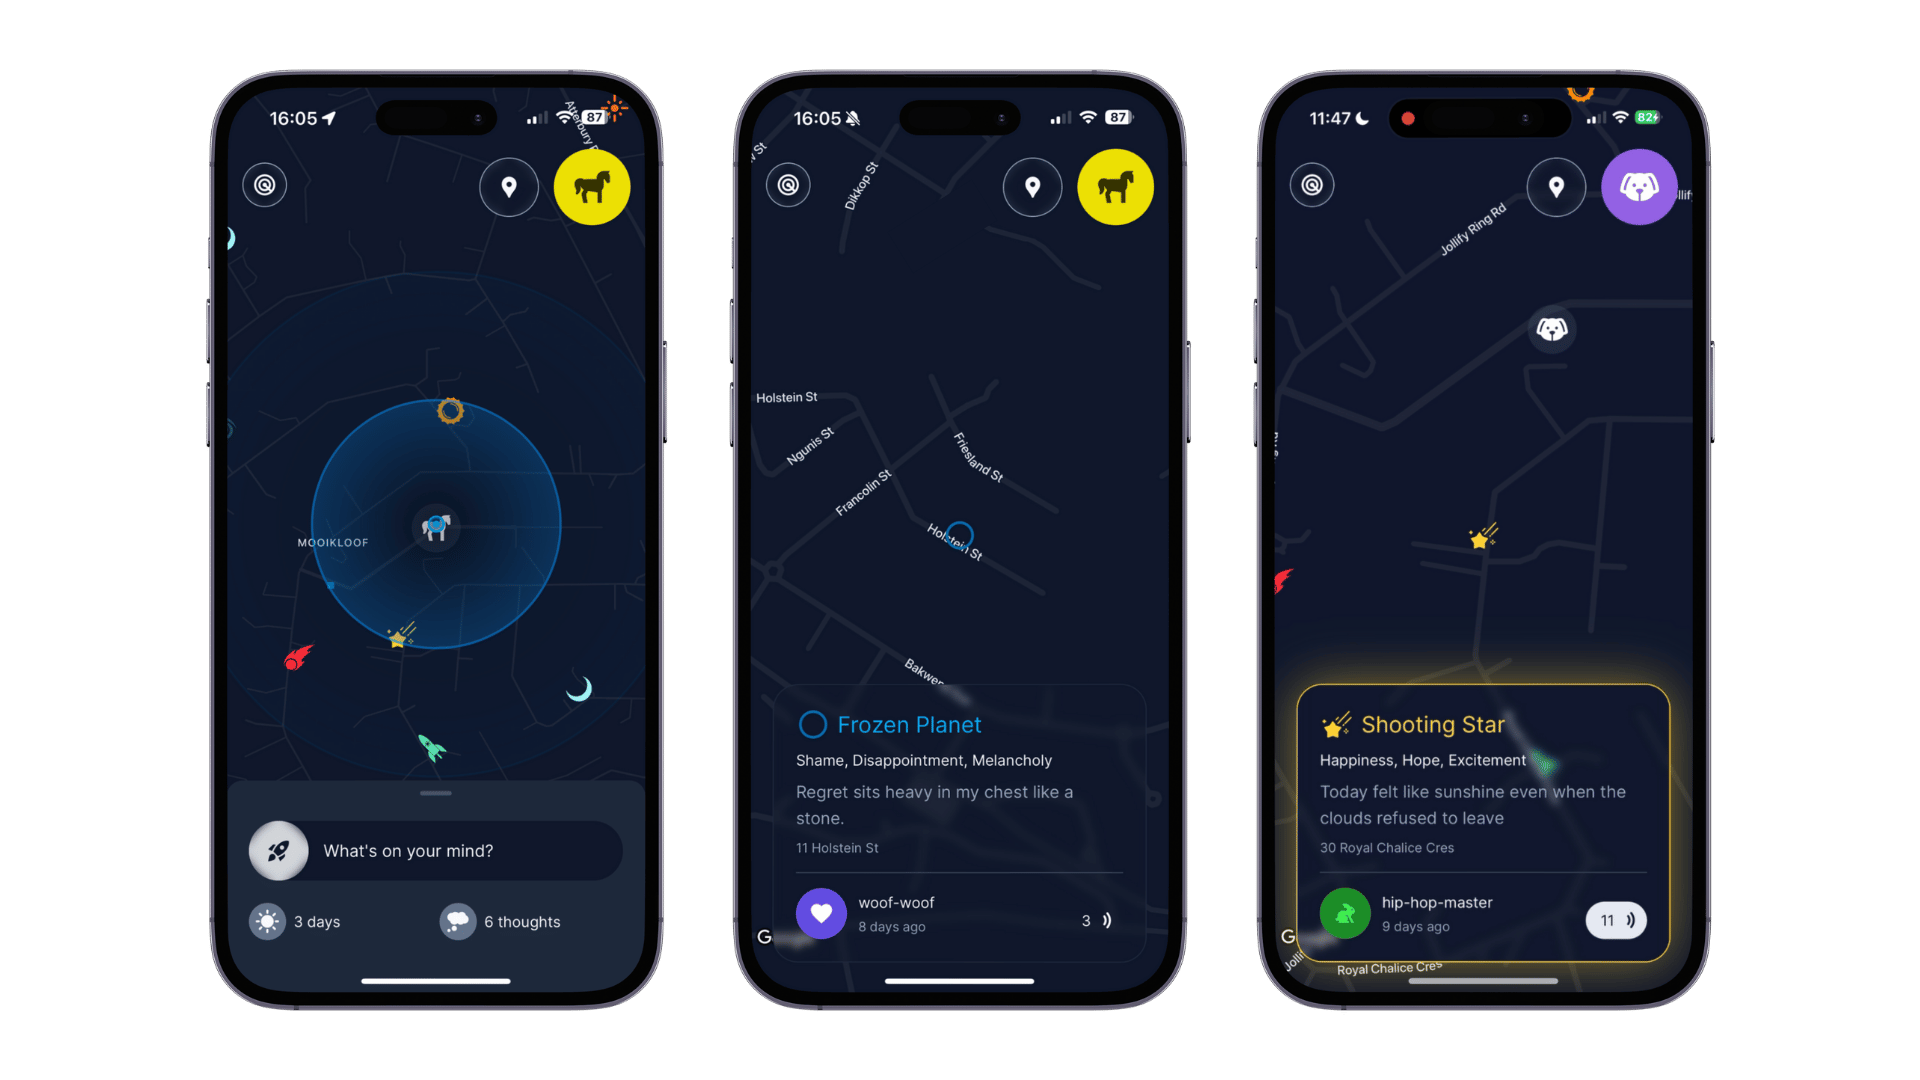 16:05
87
Atterbury
MOOIKLOOF
What's on your mind?
3 days
6 thoughts
16:05
87
St
Dikkop St
Holstein St
Ngunis St
Friesland St
Francolin St
Holstein St
Frozen Planet
Shame, Disappointment, Melancholy
Regret sits heavy in my chest like a
stone.
11 Holstein St
woof-woof
8 days ago
3
11:47
82
Jollify Ring Rd
Shooting Star
Happiness, Hope, Excitement
Today felt like sunshine even when the
clouds refused to leave
30 Royal Chalice Cres
hip-hop-master
9 days ago
11
Royal Chalice Cres